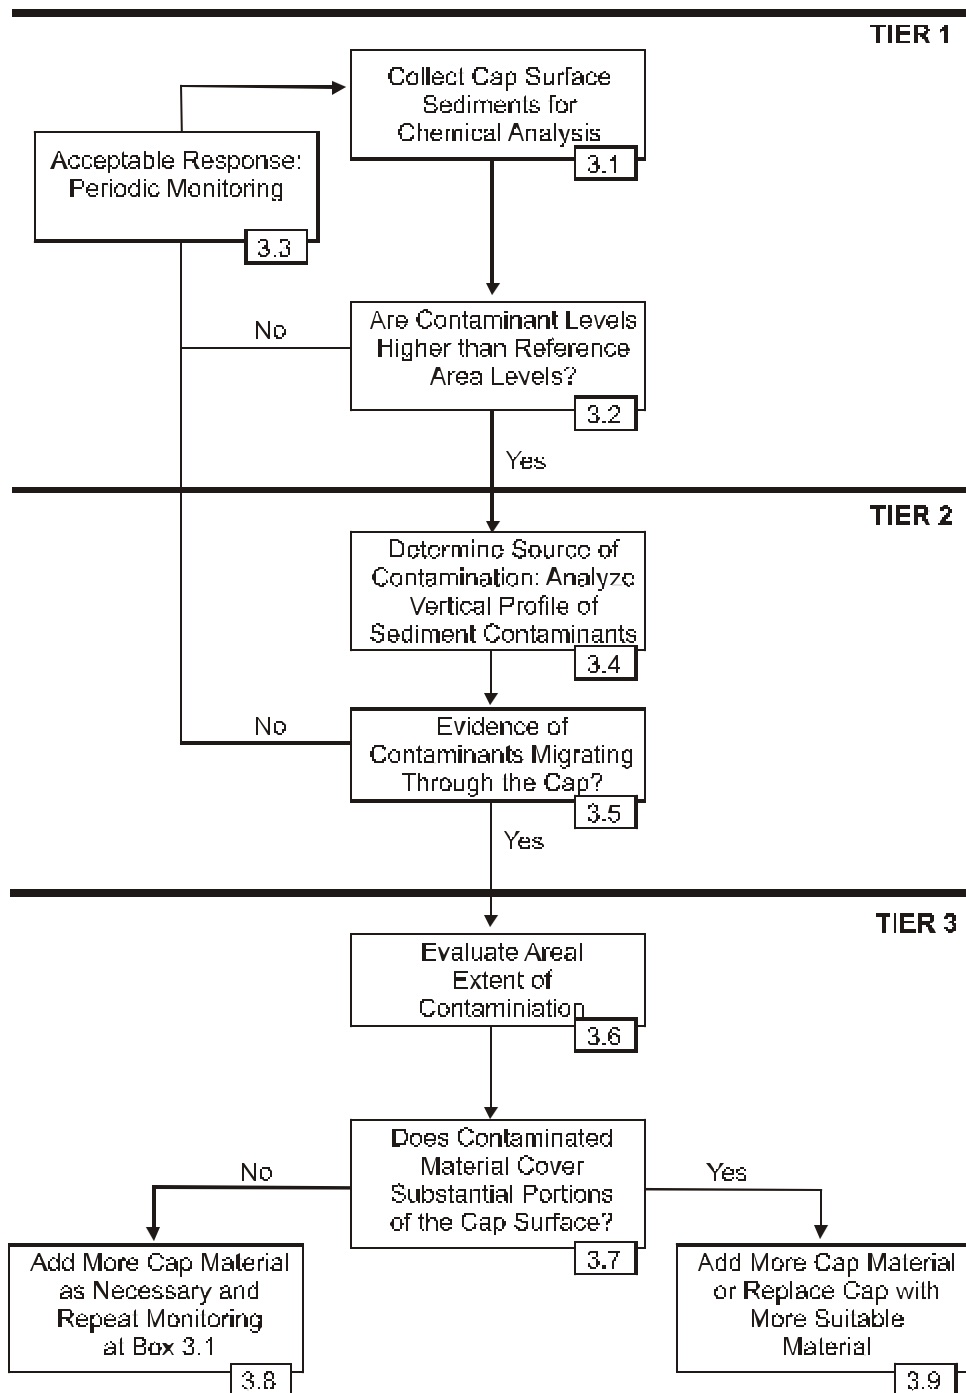 TIER 1
Collect Cap Surface
Sediments for
Chemical Analysis
3.1
Acceptable Response:
Periodic Monitoring
3.3
No
Are Contaminant Levels
Higher than Reference
Area Levels?
3.2
Yes
TIER 2
Determine Source of
Contamination: Analyze
Vertical Profile of
Sediment Contaminants
3.4
No
Evidence of
Contaminants Migrating
Through the Cap?
3.5
Yes
TIER 3
Evaluate Areal
Extent of
Contaminiation
3.6
Does Contaminated
Material Cover
Substantial Portions
of the Cap Surface?
3.7
No
Yes
Add More Cap Material
as Necessary and
Repeat Monitoring
at Box 3.1
3.8
Add More Cap Material
or Replace Cap with
More Suitable
Material
3.9